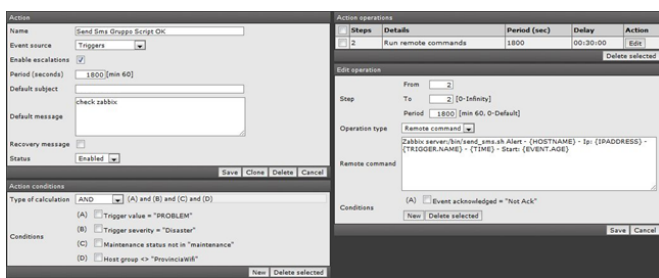 Action
Name Send Sms Gruppo Script OK
Event source Triggers
Enable escalations
Period (seconds) 1800 [min 60]
Default subject
Default message check zabbix
Recovery message
Status Enabled
Save Clone Delete Cancel
Action conditions
Type of calculation AND (A) and (B) and (C) and (D)
Conditions
(A) Trigger value = "PROBLEM"
(B) Trigger severity = "Disaster"
(C) Maintenance status not in "maintenance"
(D) Host group <> "ProvinciaWifi"
New Delete selected
Action operations
Steps Details Period (sec) Delay Action
2 Run remote commands 1800 00:30:00 Edit
Delete selected
Edit operation
Step
From 2
To 2 [0-Infinity]
Period 1800 [min 60, 0-Default]
Operation type Remote command
Remote command
Zabbix server:/bin/send_sms.sh Alert - {HOSTNAME} - Ip: {IPADDRESS} -
{TRIGGER.NAME} - {TIME} - Start: {EVENT.AGE}
Conditions
(A) Event acknowledged = "Not Ack"
New Delete selected
Save Cancel